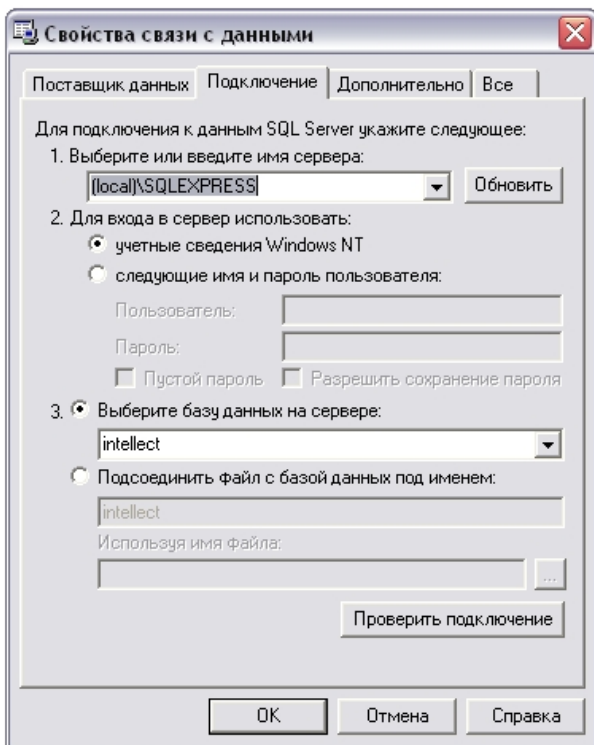 Свойства связи с данными
Поставщик данных Подключение Дополнительно Все
Для подключения к данным SQL Server укажите следующее:
1. Выберите или введите имя сервера:
(local)\SQLEXPRESS Обновить
2. Для входа в сервер использовать:
учетные сведения Windows NT
следующие имя и пароль пользователя:
Пользователь:
Пароль:
Пустой пароль Разрешить сохранение пароля
3. Выберите базу данных на сервере:
intellect
Подсоединить файл с базой данных под именем:
intellect
Используя имя файла:
...
Проверить подключение
OK Отмена Справка